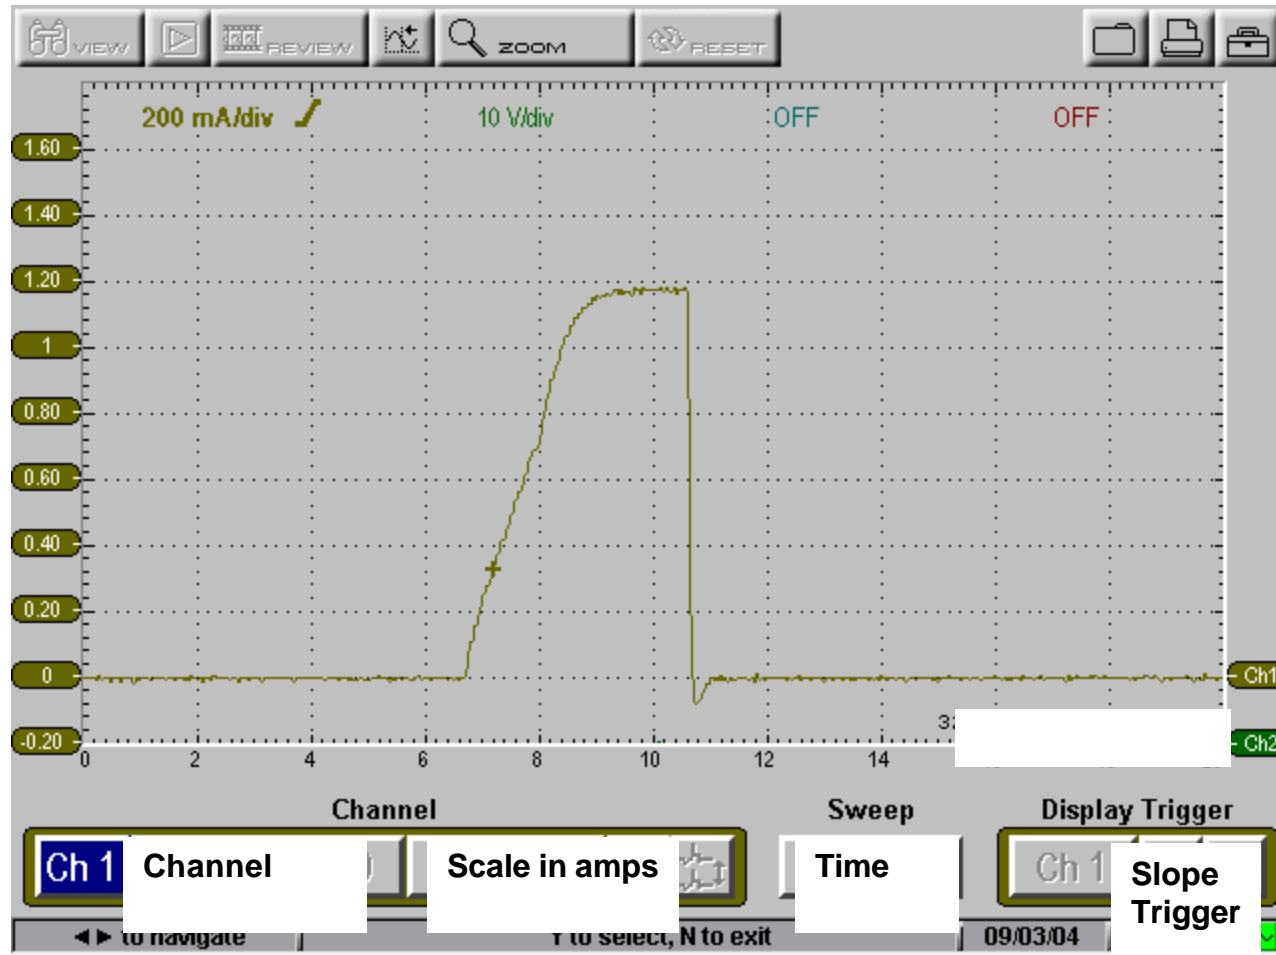 VIEW REVIEW ZOOM RESET
200 mA/div 10 V/div OFF OFF
1.60
1.40
1.20
1
0.80
0.60
0.40
0.20
0 Ch1
-0.20 Ch2
0 2 4 6 8 10 12 14
Channel Sweep Display Trigger
Ch 1 Channel Scale in amps Time Ch 1 Slope
Trigger
to navigate Y to select, N to exit 09/03/04